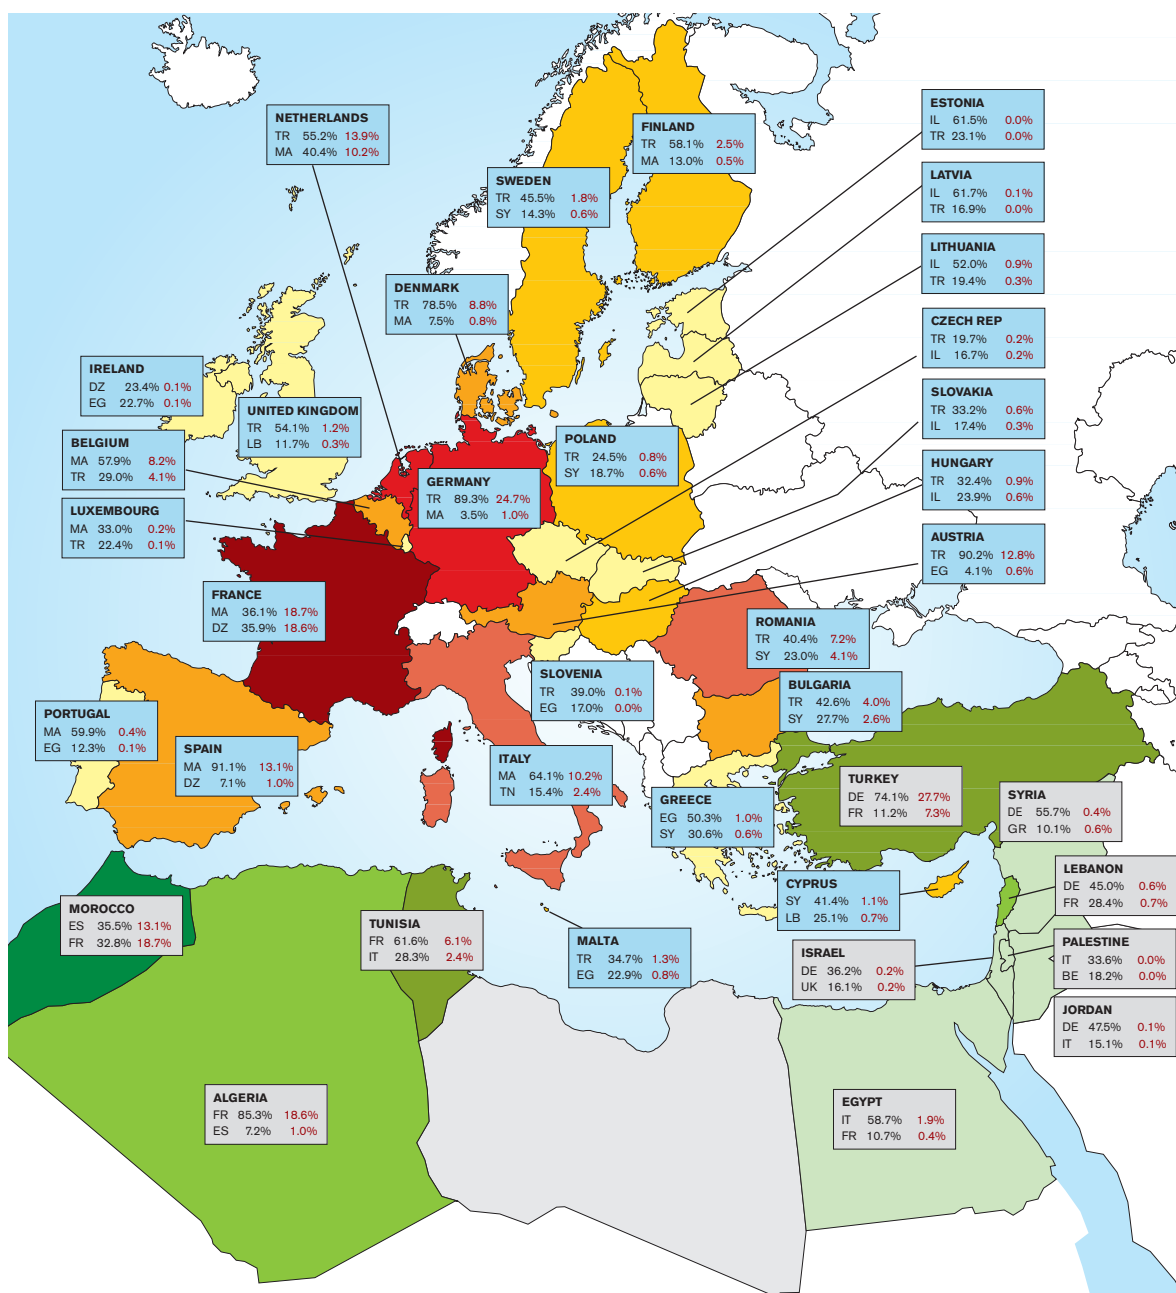 NETHERLANDS
TR 55.2% 13.9%
MA 40.4% 10.2%
FINLAND
TR 58.1% 2.5%
MA 13.0% 0.5%
ESTONIA
IL 61.5% 0.0%
TR 23.1% 0.0%
SWEDEN
TR 45.5% 1.8%
SY 14.3% 0.6%
LATVIA
IL 61.7% 0.1%
TR 16.9% 0.0%
LITHUANIA
IL 52.0% 0.9%
TR 19.4% 0.3%
DENMARK
TR 78.5% 8.8%
MA 7.5% 0.8%
CZECH REP
TR 19.7% 0.2%
IL 16.7% 0.2%
IRELAND
DZ 23.4% 0.1%
EG 22.7% 0.1%
SLOVAKIA
TR 33.2% 0.6%
IL 17.4% 0.3%
UNITED KINGDOM
TR 54.1% 1.2%
LB 11.7% 0.3%
BELGIUM
MA 57.9% 8.2%
TR 29.0% 4.1%
POLAND
TR 24.5% 0.8%
SY 18.7% 0.6%
HUNGARY
TR 32.4% 0.9%
IL 23.9% 0.6%
GERMANY
TR 89.3% 24.7%
MA 3.5% 1.0%
LUXEMBOURG
MA 33.0% 0.2%
TR 22.4% 0.1%
AUSTRIA
TR 90.2% 12.8%
EG 4.1% 0.6%
FRANCE
MA 36.1% 18.7%
DZ 35.9% 18.6%
ROMANIA
TR 40.4% 7.2%
SY 23.0% 4.1%
SLOVENIA
TR 39.0% 0.1%
EG 17.0% 0.0%
BULGARIA
TR 42.6% 4.0%
SY 27.7% 2.6%
PORTUGAL
MA 59.9% 0.4%
EG 12.3% 0.1%
SPAIN
MA 91.1% 13.1%
DZ 7.1% 1.0%
ITALY
MA 64.1% 10.2%
TN 15.4% 2.4%
TURKEY
DE 74.1% 27.7%
FR 11.2% 7.3%
SYRIA
DE 55.7% 0.4%
GR 10.1% 0.6%
GREECE
EG 50.3% 1.0%
SY 30.6% 0.6%
LEBANON
DE 45.0% 0.6%
FR 28.4% 0.7%
CYPRUS
SY 41.4% 1.1%
LB 25.1% 0.7%
MOROCCO
ES 35.5% 13.1%
FR 32.8% 18.7%
TUNISIA
FR 61.6% 6.1%
IT 28.3% 2.4%
MALTA
TR 34.7% 1.3%
EG 22.9% 0.8%
PALESTINE
IT 33.6% 0.0%
BE 18.2% 0.0%
ISRAEL
DE 36.2% 0.2%
UK 16.1% 0.2%
JORDAN
DE 47.5% 0.1%
IT 15.1% 0.1%
ALGERIA
FR 85.3% 18.6%
ES 7.2% 1.0%
EGYPT
IT 58.7% 1.9%
FR 10.7% 0.4%